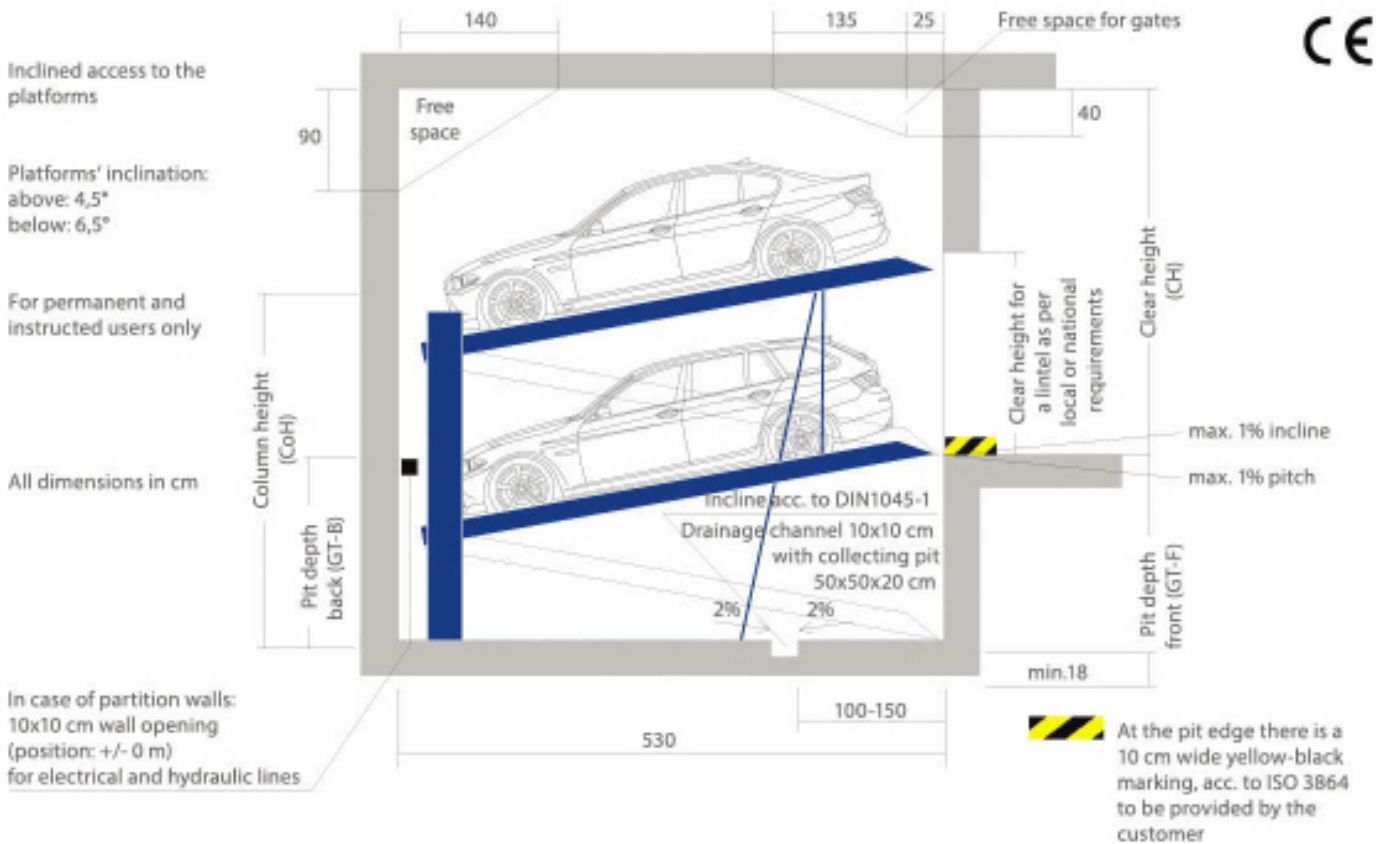 140
135
25
Free space for gates
CE
Inclined access to the
platforms
Free
space
90
40
Platforms' inclination:
above: 4,5°
below: 6,5°
For permanent and
instructed users only
Clear height
(CH)
Clear height for
a lintel as per
local or national
requirements
Column height
(CoH)
max. 1% incline
max. 1% pitch
All dimensions in cm
Incline acc. to DIN1045-1
Drainage channel 10x10 cm
with collecting pit
50x50x20 cm
Pit depth
back (GT-B)
2%
2%
Pit depth
front (GT-F)
min.18
In case of partition walls:
10x10 cm wall opening
(position: +/- 0 m)
for electrical and hydraulic lines
100-150
530
At the pit edge there is a
10 cm wide yellow-black
marking, acc. to ISO 3864
to be provided by the
customer